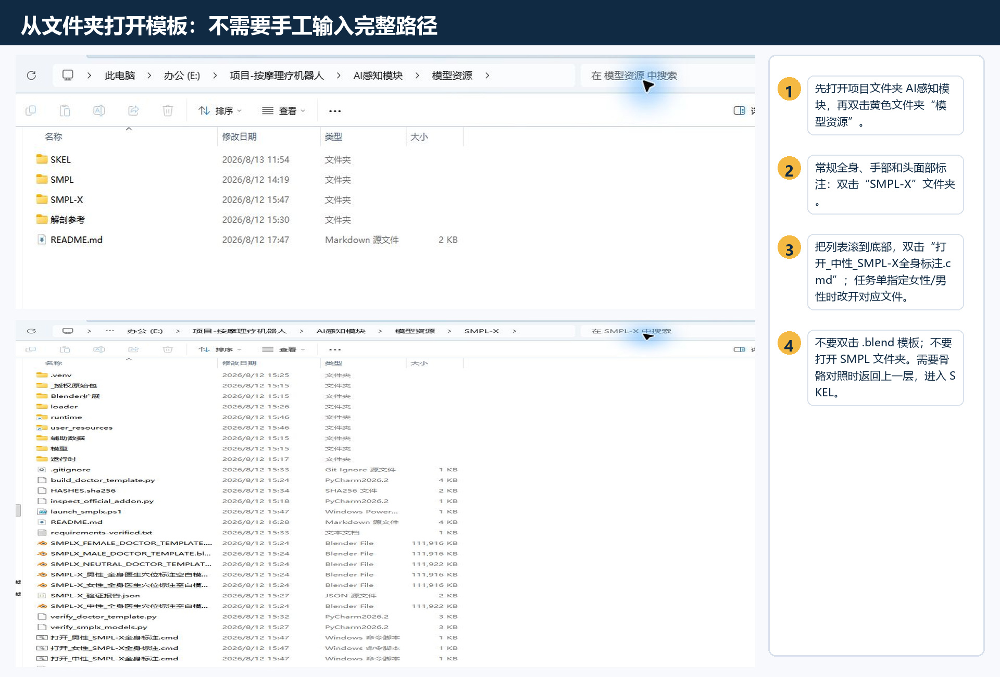 从文件夹打开模板：不需要手工输入完整路径
此电脑 > 办公 (E:) > 项目-按摩理疗机器人 > AI感知模块 > 模型资源 >
在 模型资源 中搜索
排序 查看 ...
名称 修改日期 类型 大小
SKEL 2026/8/13 11:54 文件夹
SMPL 2026/8/12 14:19 文件夹
SMPL-X 2026/8/12 15:47 文件夹
解剖参考 2026/8/12 15:30 文件夹
README.md 2026/8/12 17:47 Markdown 源文件 2 KB
> ... 办公 (E:) > 项目-按摩理疗机器人 > AI感知模块 > 模型资源 > SMPL-X >
在 SMPL-X 中搜索
排序 查看 ...
名称 修改日期 类型 大小
.venv 2026/8/12 15:25 文件夹
_授权原始包 2026/8/12 15:15 文件夹
Blender扩展 2026/8/12 15:15 文件夹
loader 2026/8/12 15:26 文件夹
runtime 2026/8/12 15:46 文件夹
user_resources 2026/8/12 15:46 文件夹
辅助数据 2026/8/12 15:15 文件夹
模型 2026/8/12 15:15 文件夹
运行时 2026/8/12 15:17 文件夹
.gitignore 2026/8/12 15:33 Git Ignore 源文件 1 KB
build_doctor_template.py 2026/8/12 15:24 PyCharm2026.2 4 KB
HASHES.sha256 2026/8/12 15:34 SHA256 文件 2 KB
inspect_official_addon.py 2026/8/12 15:18 PyCharm2026.2 1 KB
launch_smplx.ps1 2026/8/12 15:47 Windows Power... 1 KB
README.md 2026/8/12 16:28 Markdown 源文件 4 KB
requirements-verified.txt 2026/8/12 15:33 文本文档 1 KB
SMPLX_FEMALE_DOCTOR_TEMPLATE.... 2026/8/12 15:24 Blender File 111,916 KB
SMPLX_MALE_DOCTOR_TEMPLATE.bl... 2026/8/12 15:24 Blender File 111,916 KB
SMPLX_NEUTRAL_DOCTOR_TEMPLAT... 2026/8/12 15:24 Blender File 111,922 KB
SMPL-X_男性_全身医生穴位标注空白模... 2026/8/12 15:24 Blender File 111,916 KB
SMPL-X_女性_全身医生穴位标注空白模... 2026/8/12 15:24 Blender File 111,916 KB
SMPL-X_验证报告.json 2026/8/12 15:27 JSON 源文件 2 KB
SMPL-X_中性_全身医生穴位标注空白模... 2026/8/12 15:24 Blender File 111,922 KB
verify_doctor_template.py 2026/8/12 15:32 PyCharm2026.2 3 KB
verify_smplx_models.py 2026/8/12 15:27 PyCharm2026.2 3 KB
打开_男性_SMPL-X全身标注.cmd 2026/8/12 15:47 Windows 命令脚本 1 KB
打开_女性_SMPL-X全身标注.cmd 2026/8/12 15:47 Windows 命令脚本 1 KB
打开_中性_SMPL-X全身标注.cmd 2026/8/12 15:47 Windows 命令脚本 1 KB
1
先打开项目文件夹 AI感知模
块，再双击黄色文件夹“模
型资源”。
2
常规全身、手部和头面部标
注：双击“SMPL-X”文件夹
。
3
把列表滚到底部，双击“打
开_中性_SMPL-X全身标注.c
md”；任务单指定女性/男
性时改开对应文件。
4
不要双击 .blend 模板；不要
打开 SMPL 文件夹。需要骨
骼对照时返回上一层，进入 S
KEL。